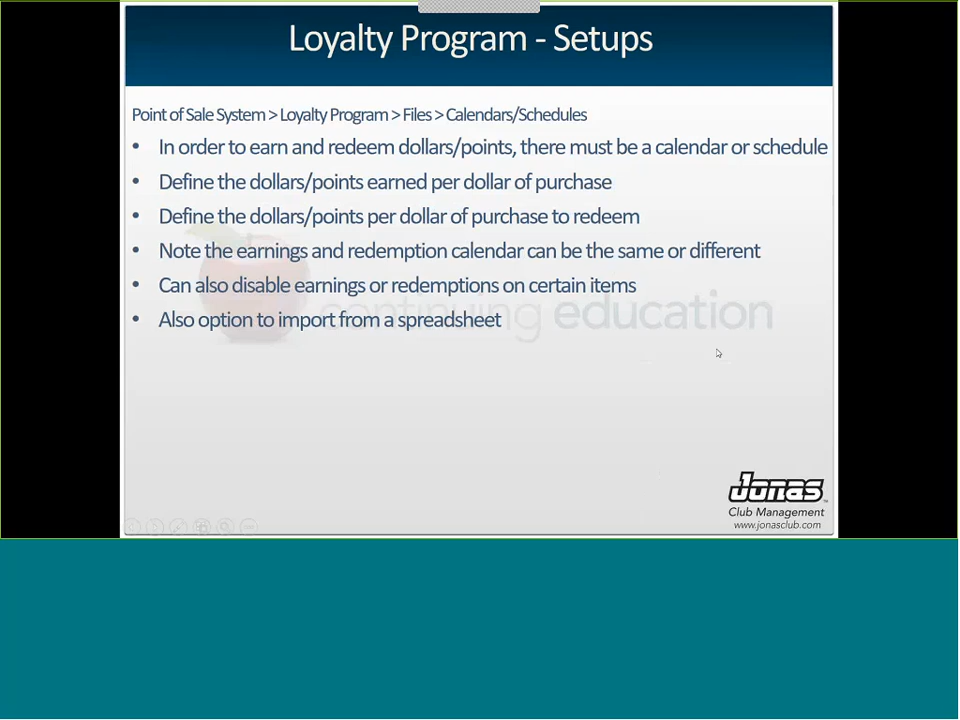 Loyalty Program - Setups
Point of Sale System > Loyalty Program > Files > Calendars/Schedules
• In order to earn and redeem dollars/points, there must be a calendar or schedule
• Define the dollars/points earned per dollar of purchase
• Define the dollars/points per dollar of purchase to redeem
• Note the earnings and redemption calendar can be the same or different
• Can also disable earnings or redemptions on certain items
continuing education
• Also option to import from a spreadsheet
Jonas
Club Management
www.jonasclub.com